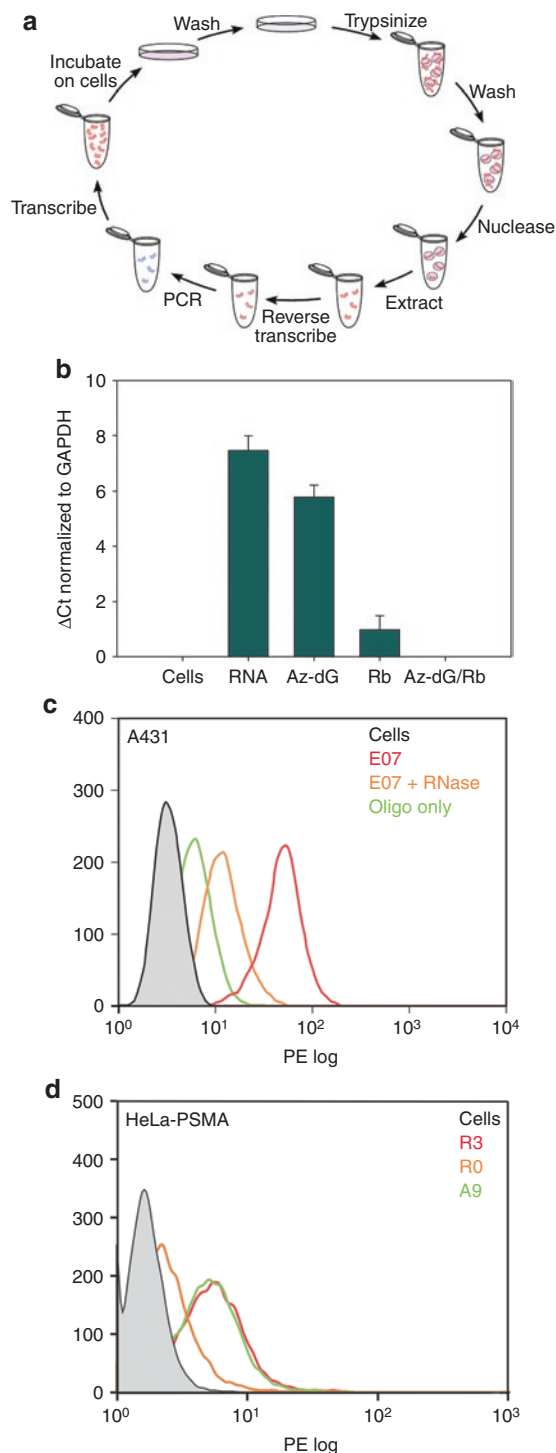 a
Wash
Trypsinize
Wash
Nuclease
Extract
Reverse
transcribe
PCR
Transcribe
Incubate
on cells
b
ΔCt normalized to GAPDH
10
8
6
4
2
0
Cells RNA Az-dG Rb Az-dG/Rb
c
A431
Cells
E07
E07 + RNase
Oligo only
400
300
200
100
0
10⁰ 10¹ 10² 10³ 10⁴
PE log
d
HeLa-PSMA
Cells
R3
R0
A9
500
400
300
200
100
0
10⁰ 10¹ 10² 10³
PE log